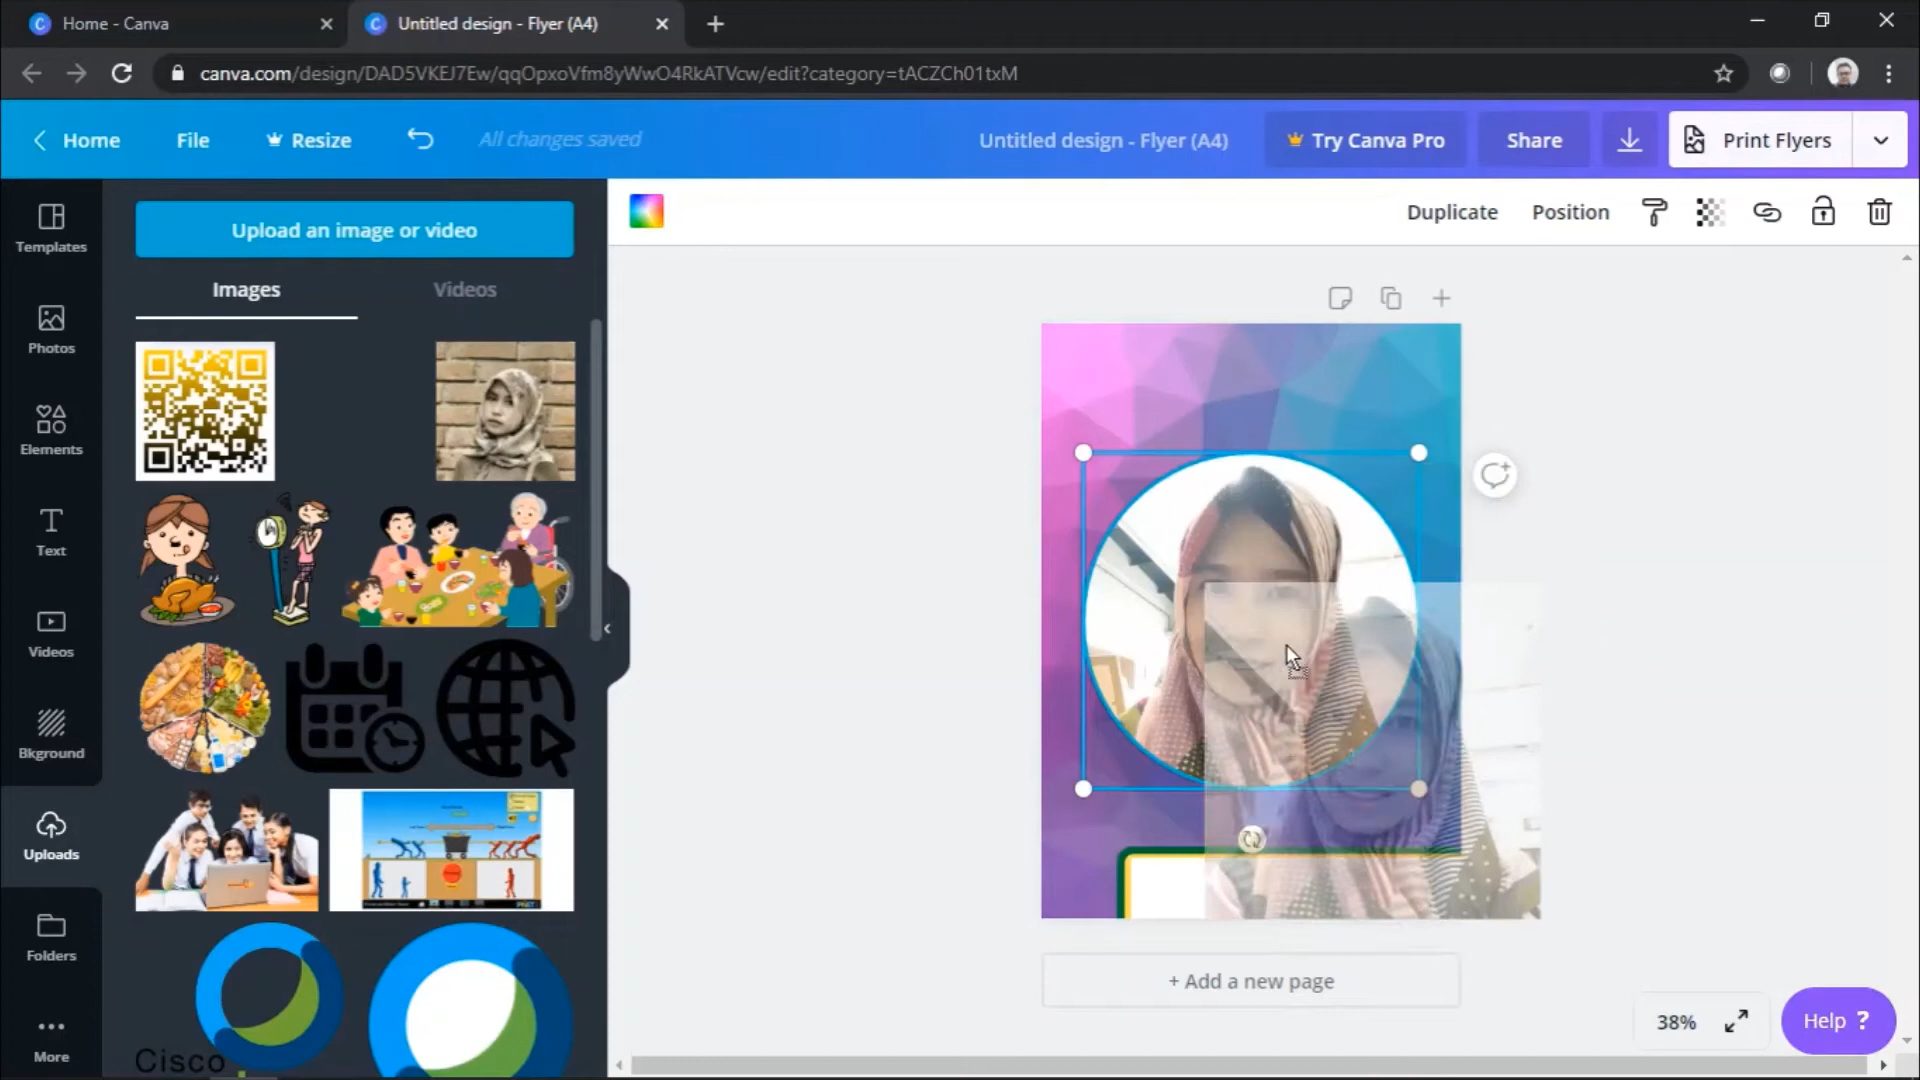 Home - Canva
Untitled design - Flyer (A4)
canva.com/design/DAD5VKEJ7Ew/qqOpxoVfm8yWwO4RkATVcw/edit?category=tACZCh01txM
Home
File
Resize
All changes saved
Untitled design - Flyer (A4)
Try Canva Pro
Share
Print Flyers
Templates
Photos
Elements
Text
Videos
Bkground
Uploads
Folders
More
Upload an image or video
Images
Videos
Cisco
Duplicate
Position
+ Add a new page
38%
Help ?